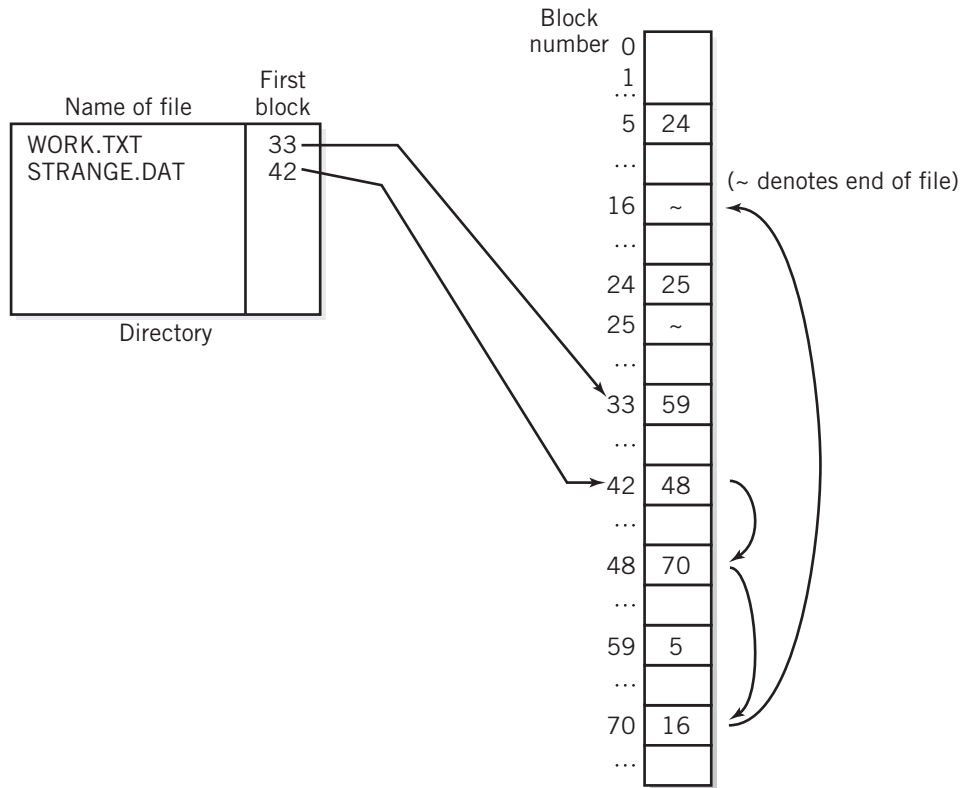 Name of file
First
block
WORK.TXT 33
STRANGE.DAT 42
Directory
Block
number 0
1
...
5 24
...
(~ denotes end of file)
16 ~
...
24 25
25 ~
...
33 59
...
42 48
...
48 70
...
59 5
...
70 16
...